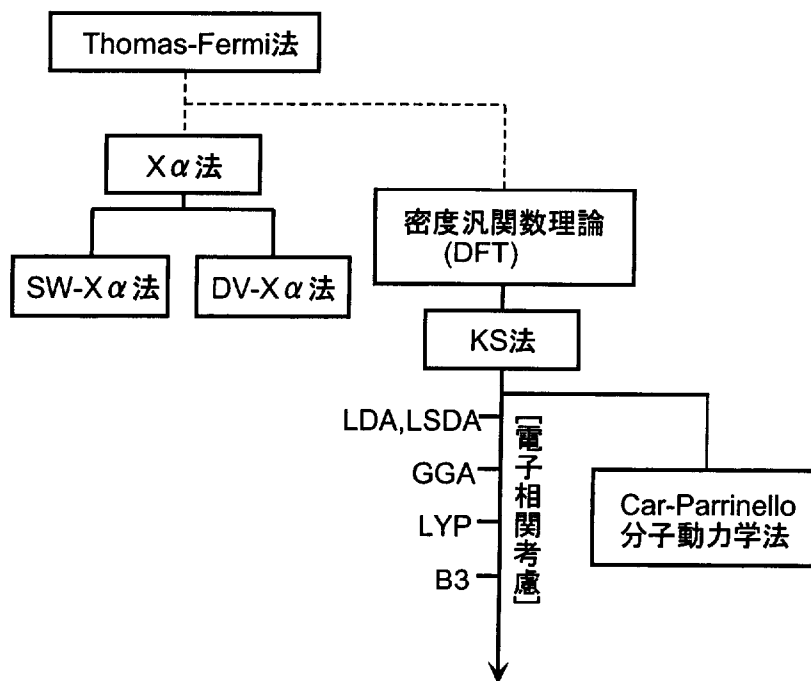 Thomas-Fermi法
Xα法
SW-Xα法
DV-Xα法
密度汎関数理論
(DFT)
KS法
LDA,LSDA
GGA
LYP
B3
[電子相関考慮]
Car-Parrinello
分子動力学法